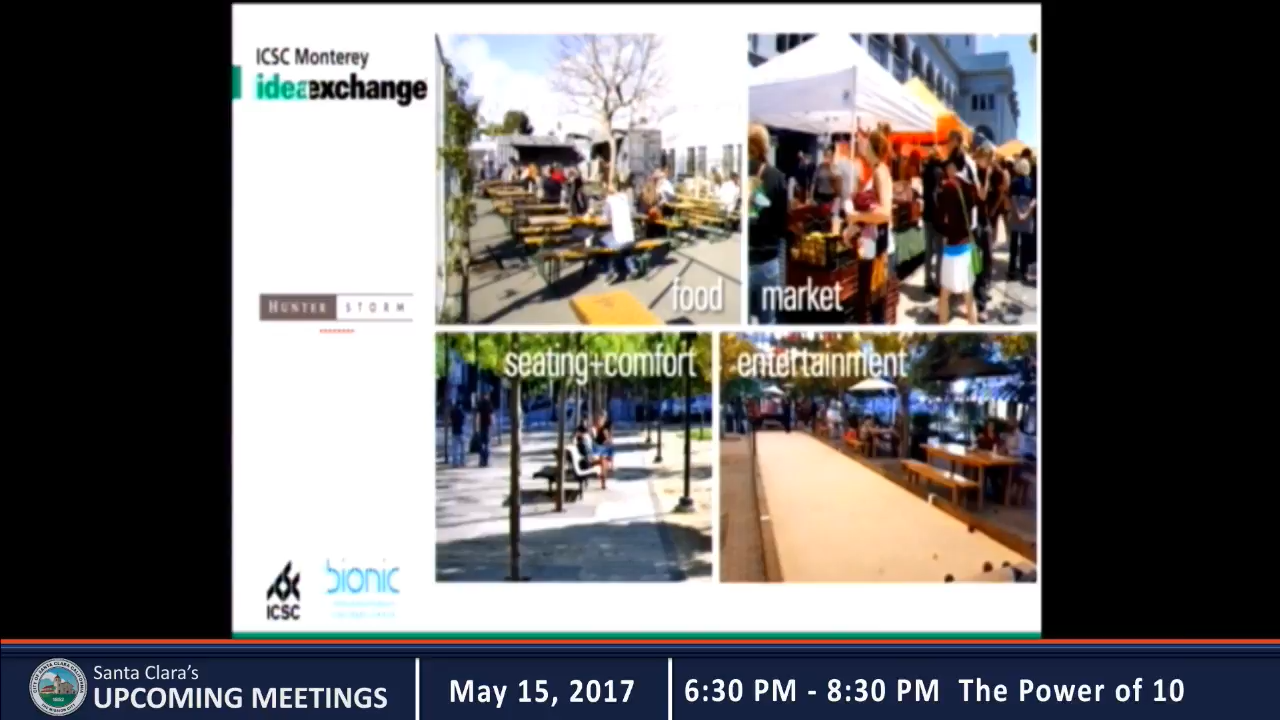 ICSC Monterey
ideaexchange
food
market
HUNTER STORM
seating+comfort
entertainment
ICSC
bionic
Santa Clara's
UPCOMING MEETINGS
May 15, 2017
6:30 PM - 8:30 PM The Power of 10